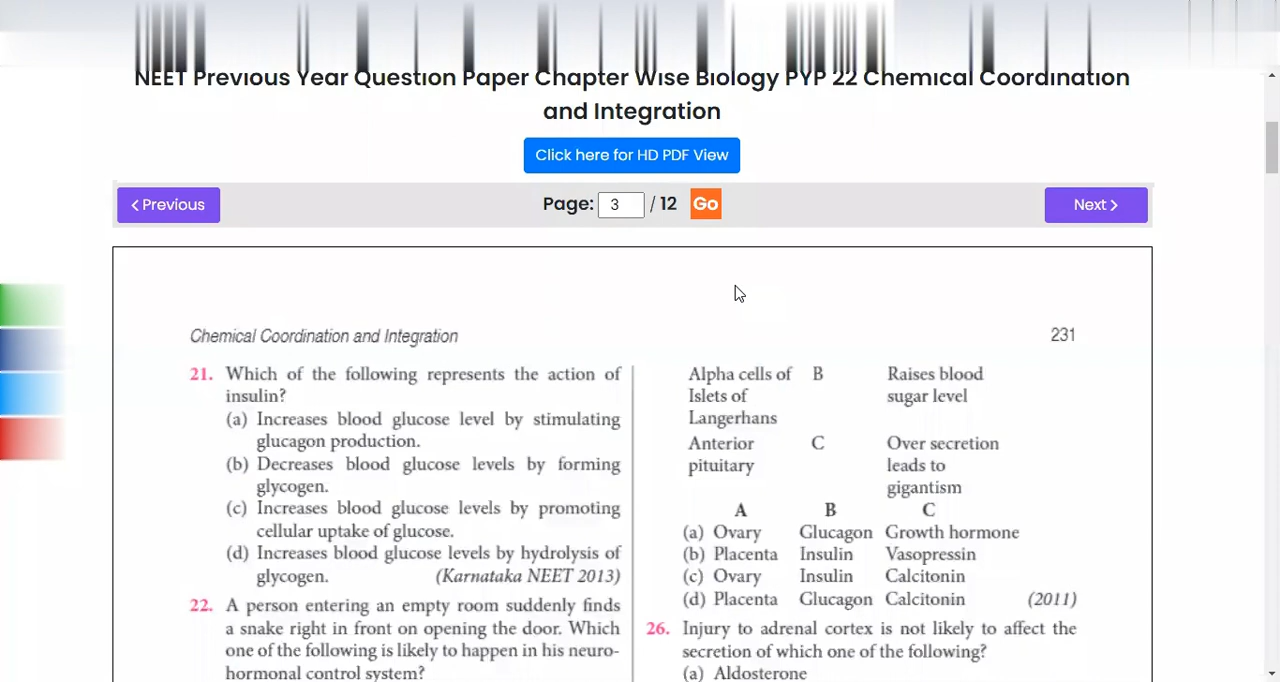 NEET Previous Year Question Paper Chapter Wise Biology PYP 22 Chemical Coordination
and Integration
Click here for HD PDF View
Previous
Page: 3 / 12 Go
Next
Chemical Coordination and Integration
231
21. Which of the following represents the action of
insulin?
(a) Increases blood glucose level by stimulating
glucagon production.
(b) Decreases blood glucose levels by forming
glycogen.
(c) Increases blood glucose levels by promoting
cellular uptake of glucose.
(d) Increases blood glucose levels by hydrolysis of
glycogen. (Karnataka NEET 2013)
22. A person entering an empty room suddenly finds
a snake right in front on opening the door. Which
one of the following is likely to happen in his neuro-
hormonal control system?
Alpha cells of B Raises blood
Islets of sugar level
Langerhans
Anterior C Over secretion
pituitary leads to
gigantism
A B C
(a) Ovary Glucagon Growth hormone
(b) Placenta Insulin Vasopressin
(c) Ovary Insulin Calcitonin
(d) Placenta Glucagon Calcitonin (2011)
26. Injury to adrenal cortex is not likely to affect the
secretion of which one of the following?
(a) Aldosterone